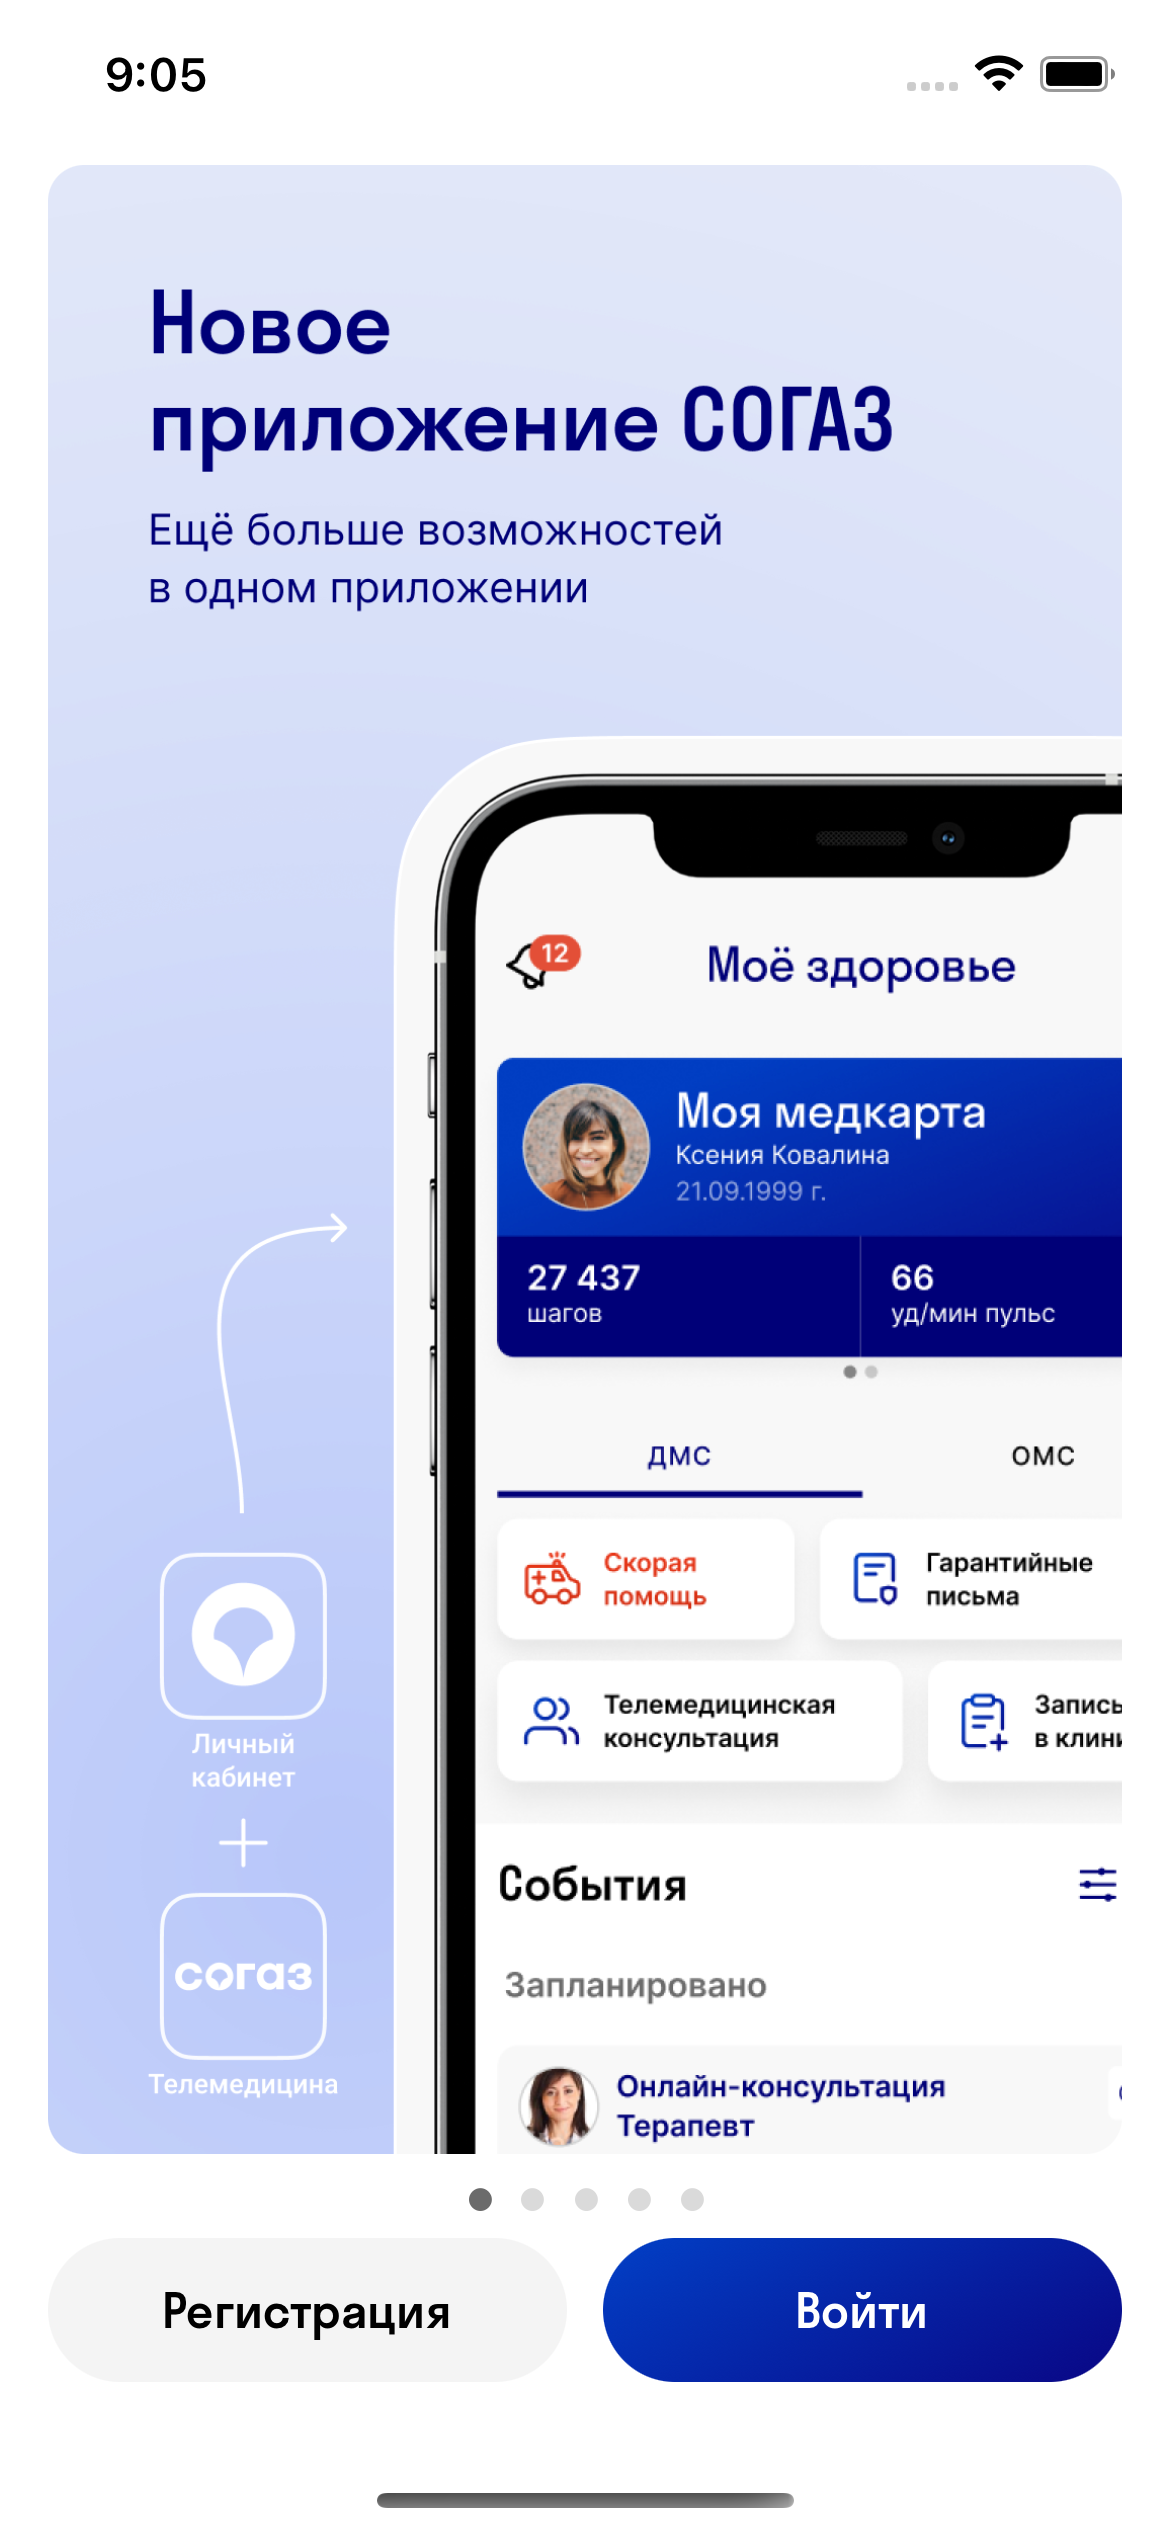 9:05
Новое
приложение СОГАЗ
Ещё больше возможностей
в одном приложении
12
Моё здоровье
Моя медкарта
Ксения Ковалина
21.09.1999 г.
27 437
шагов
66
уд/мин пульс
ДМС
ОМС
Скорая
помощь
Гарантийные
письма
Телемедицинская
консультация
Запись
в клини
Личный
кабинет
согаз
Телемедицина
События
Запланировано
Онлайн-консультация
Терапевт
Регистрация
Войти